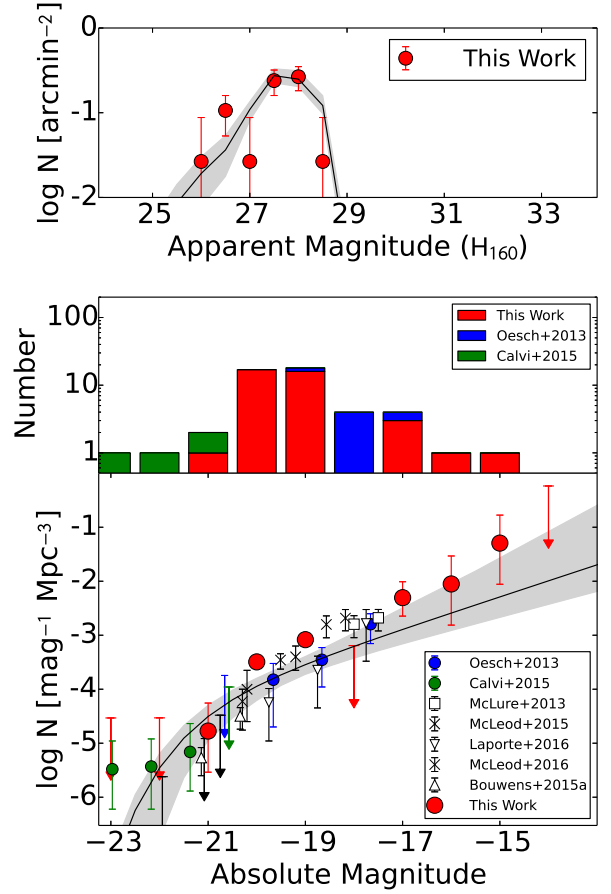 0
-1
-2
log N [arcmin⁻²]
This Work
25 27 29 31 33
Apparent Magnitude (H₁₆₀)
100
10
1
Number
This Work
Oesch+2013
Calvi+2015
-1
-2
-3
-4
-5
-6
log N [mag⁻¹ Mpc⁻³]
Oesch+2013
Calvi+2015
McLure+2013
McLeod+2015
Laporte+2016
McLeod+2016
Bouwens+2015a
This Work
−23 −21 −19 −17 −15
Absolute Magnitude